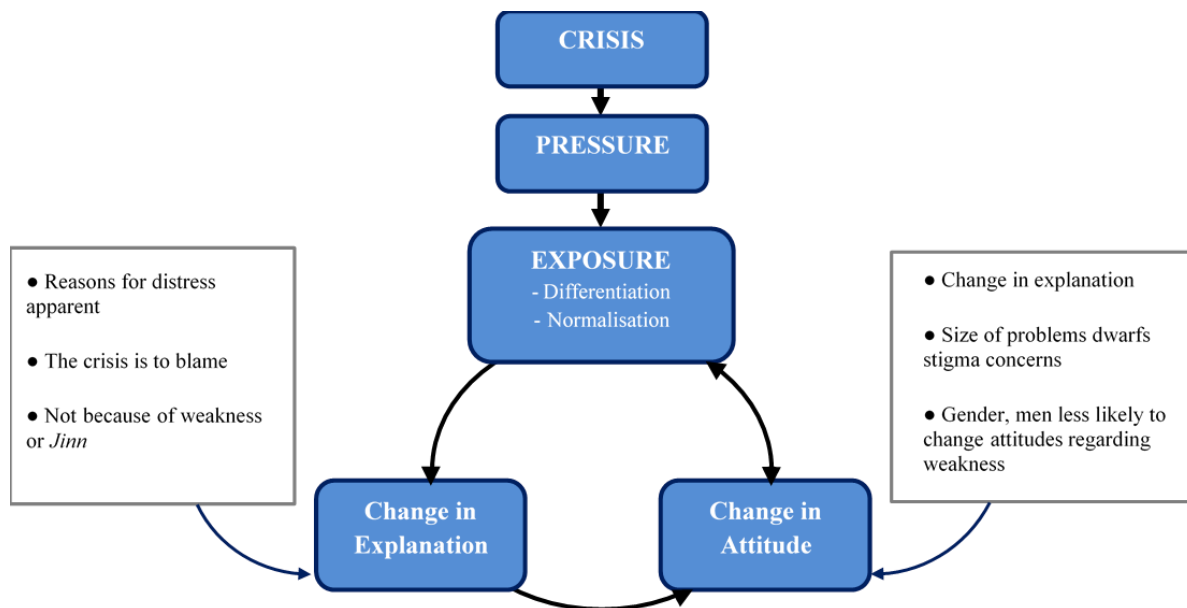 CRISIS
PRESSURE
EXPOSURE
- Differentiation
- Normalisation
● Reasons for distress
apparent
● The crisis is to blame
● Not because of weakness
or Jinn
● Change in explanation
● Size of problems dwarfs
stigma concerns
● Gender, men less likely to
change attitudes regarding
weakness
Change in
Explanation
Change in
Attitude